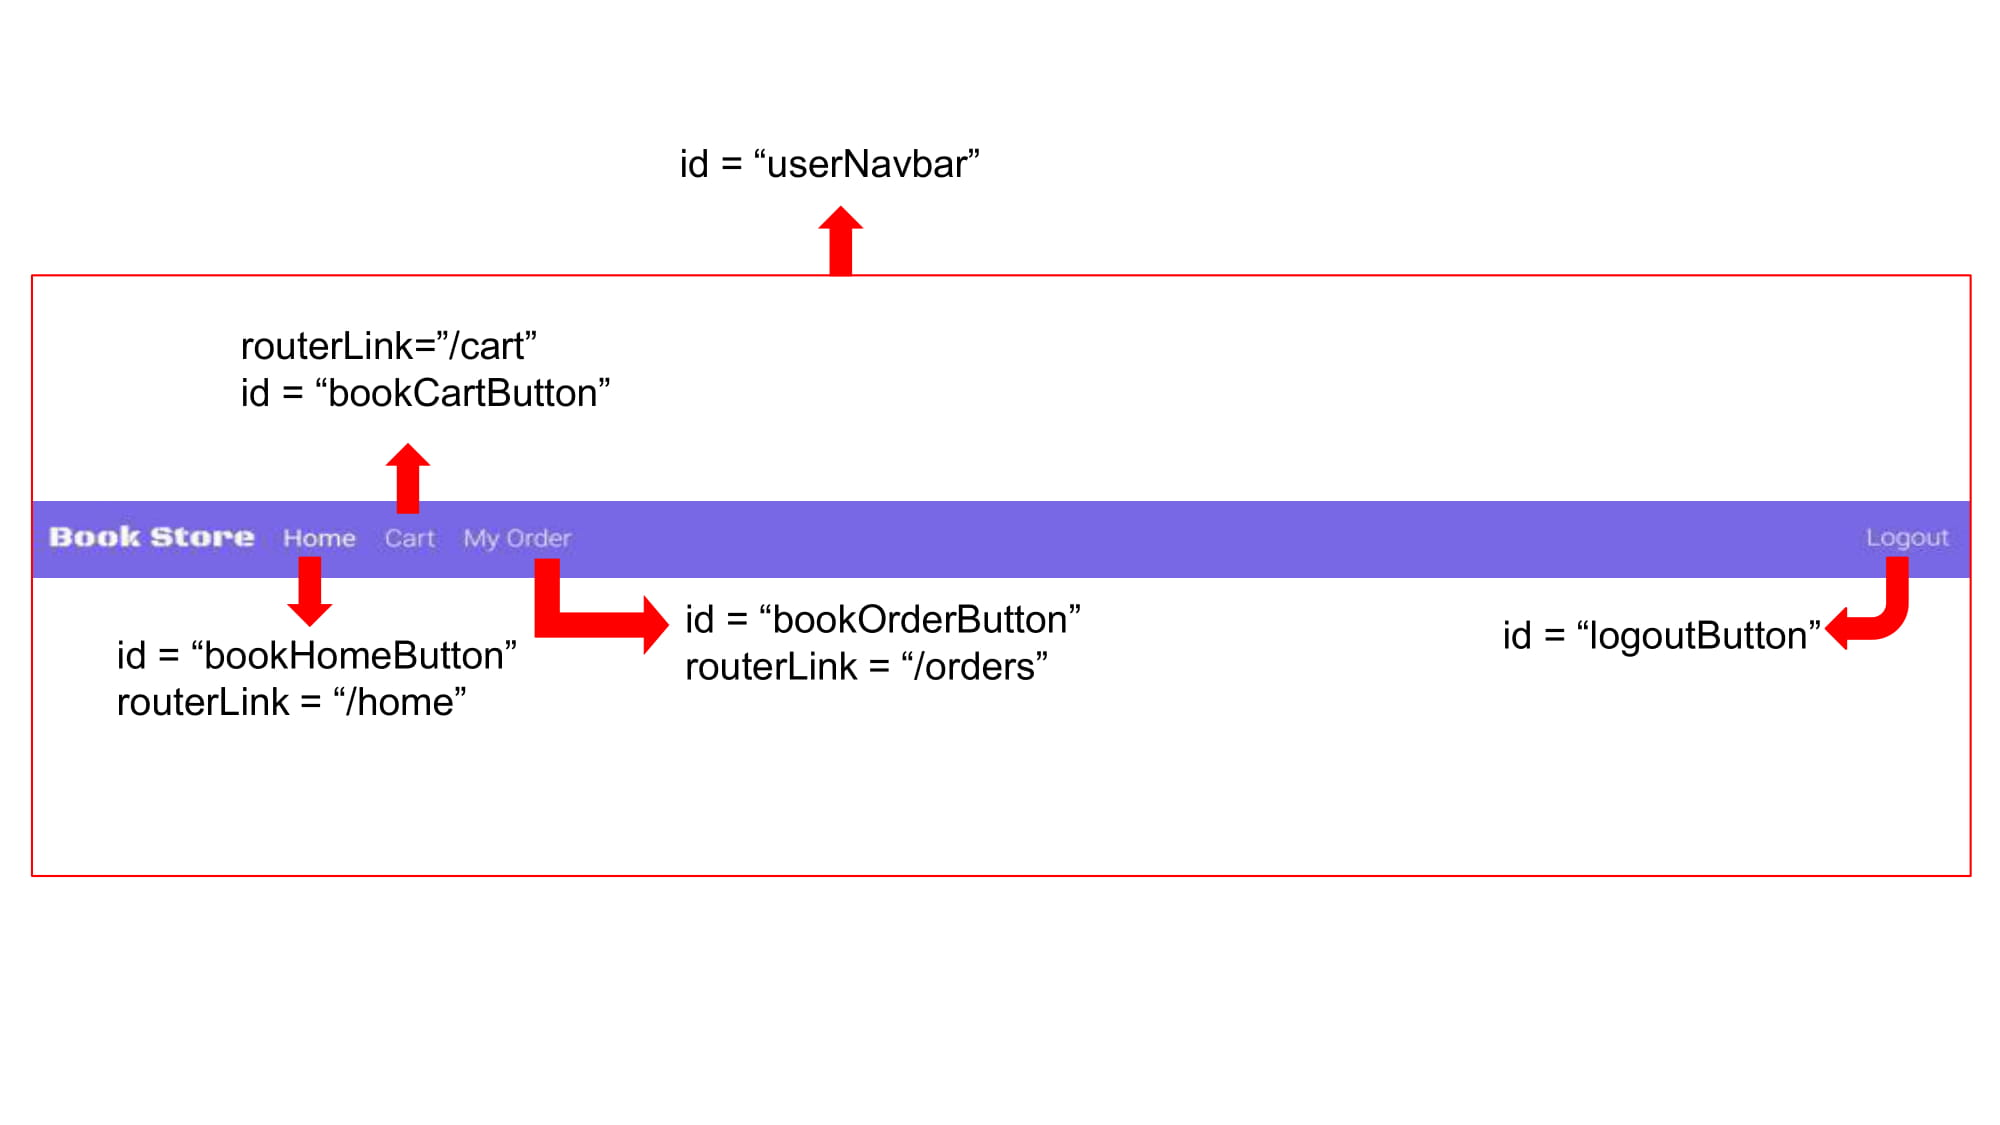 id = “userNavbar”
routerLink=”/cart”
id = “bookCartButton”
Book Store Home Cart My Order Logout
id = “bookHomeButton”
routerLink = “/home”
id = “bookOrderButton”
routerLink = “/orders”
id = “logoutButton”